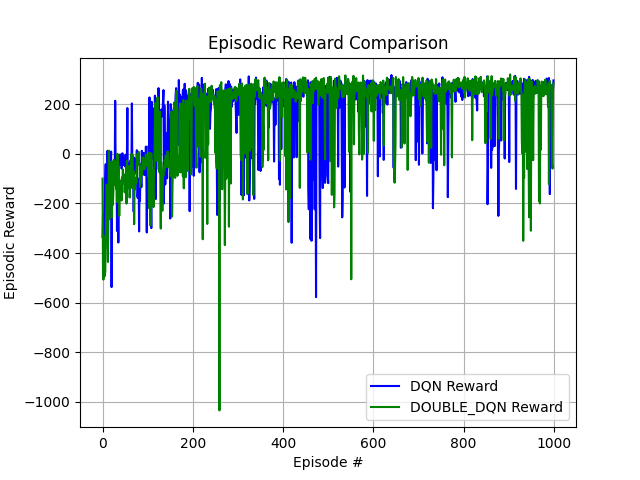 Episodic Reward Comparison
Episodic Reward
200
0
−200
−400
−600
−800
−1000
0
200
400
600
800
1000
Episode #
DQN Reward
DOUBLE_DQN Reward